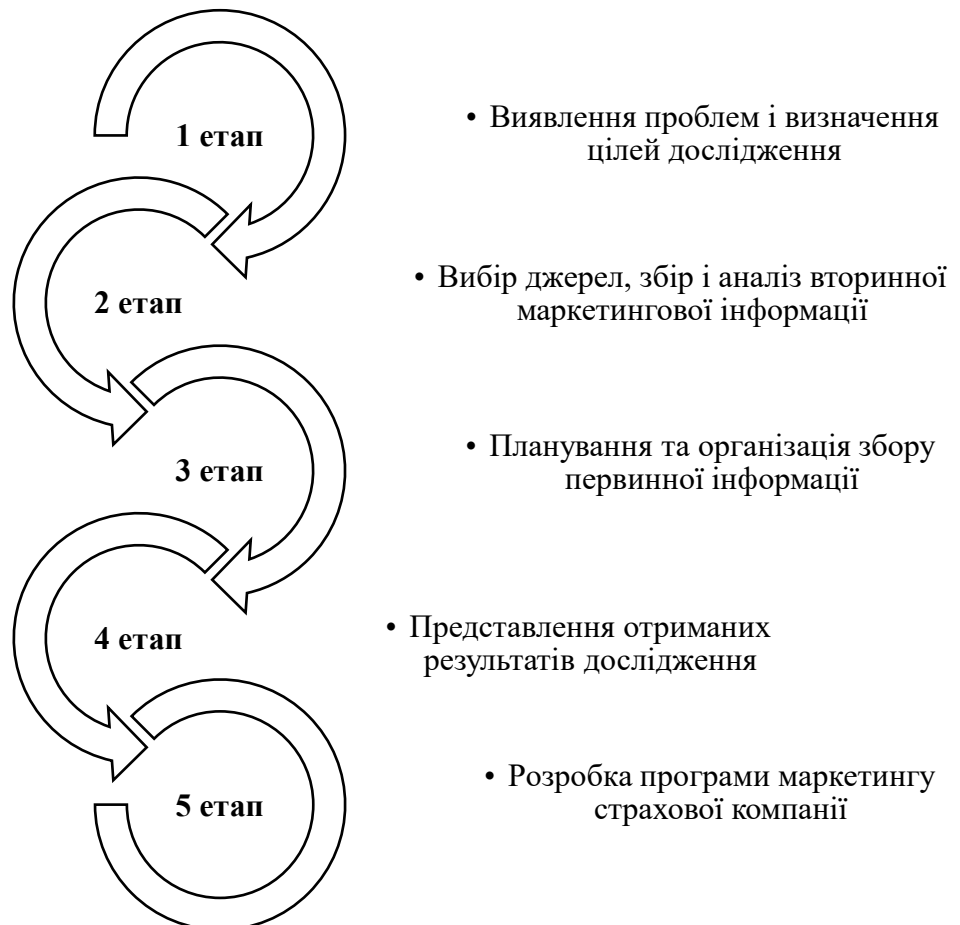 1 етап
• Виявлення проблем і визначення
цілей дослідження
2 етап
• Вибір джерел, збір і аналіз вторинної
маркетингової інформації
3 етап
• Планування та організація збору
первинної інформації
4 етап
• Представлення отриманих
результатів дослідження
5 етап
• Розробка програми маркетингу
страхової компанії